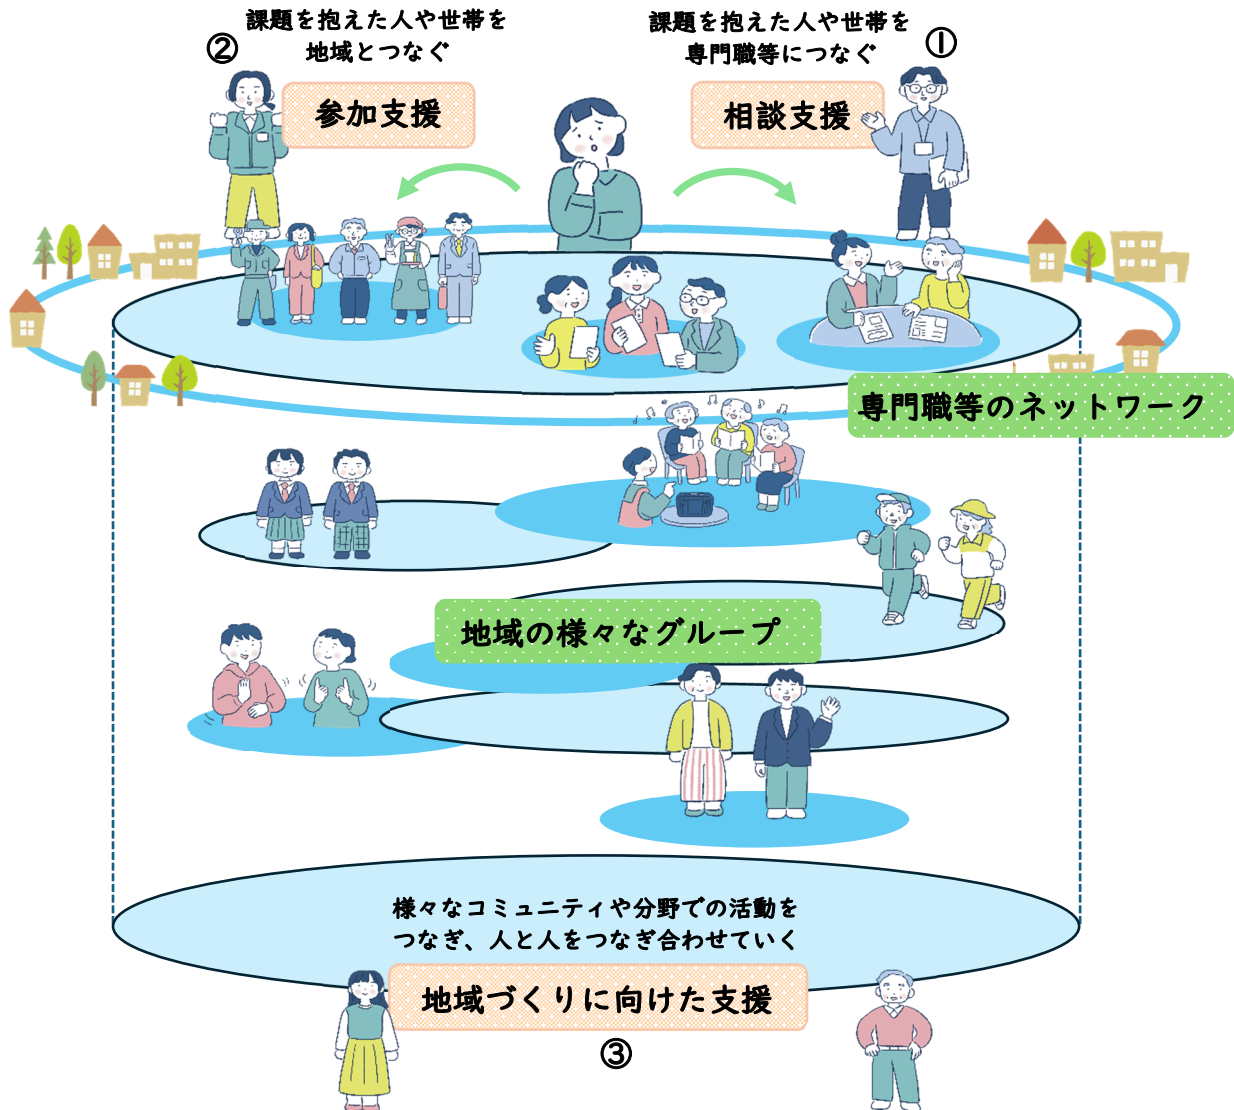 課題を抱えた人や世帯を
地域とつなぐ
②
参加支援
課題を抱えた人や世帯を
専門職等につなぐ
①
相談支援
専門職等のネットワーク
地域の様々なグループ
様々なコミュニティや分野での活動を
つなぎ、人と人をつなぎ合わせていく
地域づくりに向けた支援
③